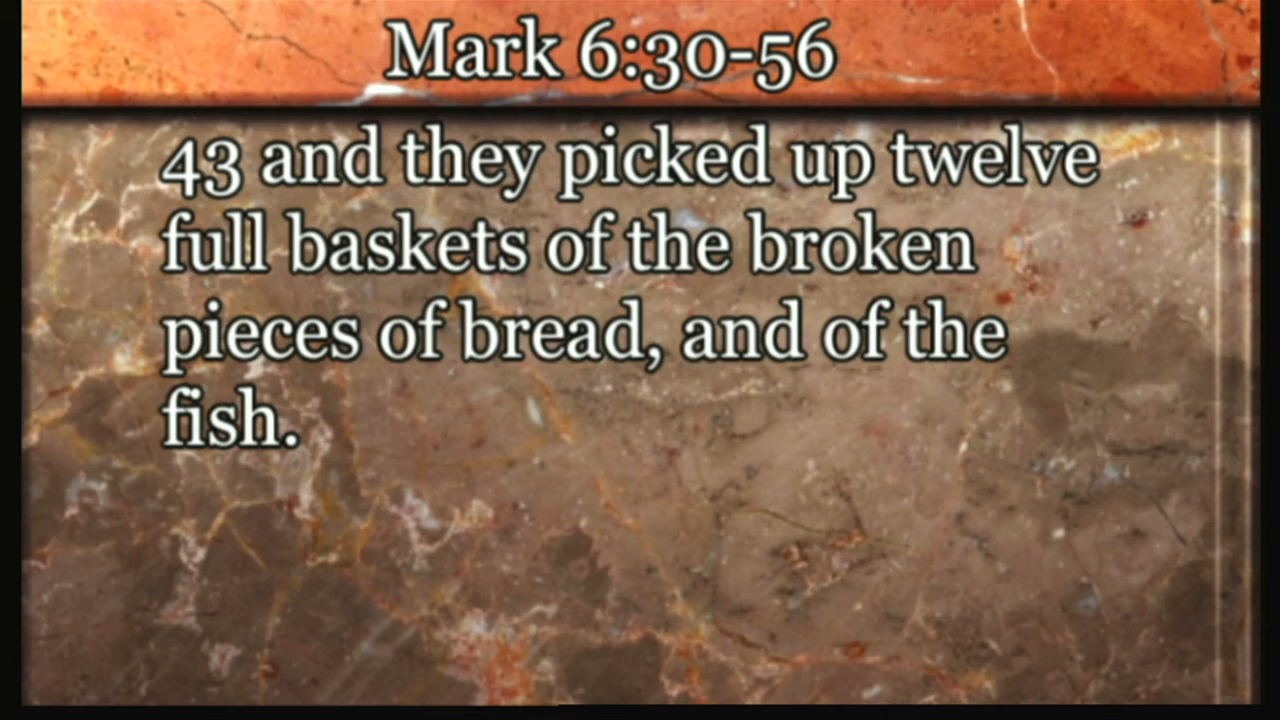 Mark 6:30-56
43 and they picked up twelve
full baskets of the broken
pieces of bread, and of the
fish.